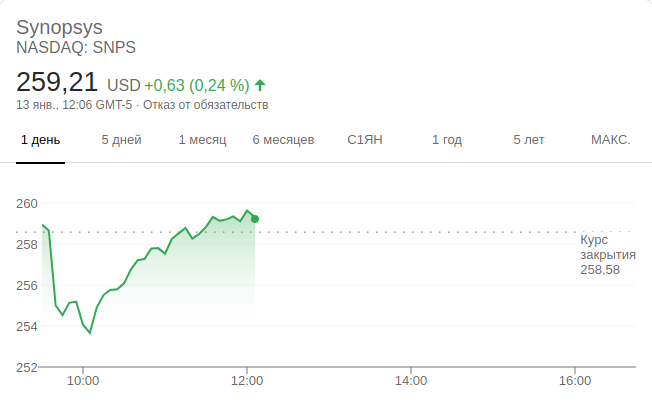 Synopsys
NASDAQ: SNPS
259,21 USD +0,63 (0,24 %)
13 янв., 12:06 GMT-5 · Отказ от обязательств
1 день 5 дней 1 месяц 6 месяцев С1ЯН 1 год 5 лет МАКС.
260
258
256
254
252
Курс
закрытия
258,58
10:00 12:00 14:00 16:00